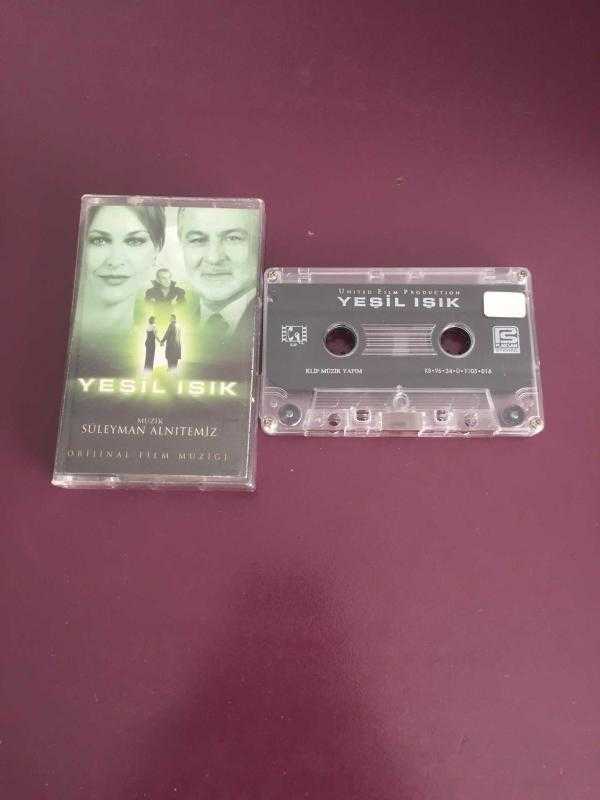 YEŞİL IŞIK
MÜZİK
SÜLEYMAN ALNITEMİZ
ORİJİNAL FİLM MÜZİĞİ
UNITED FILM PRODUCTION
YEŞİL IŞIK
KLİP MÜZİK YAPIM